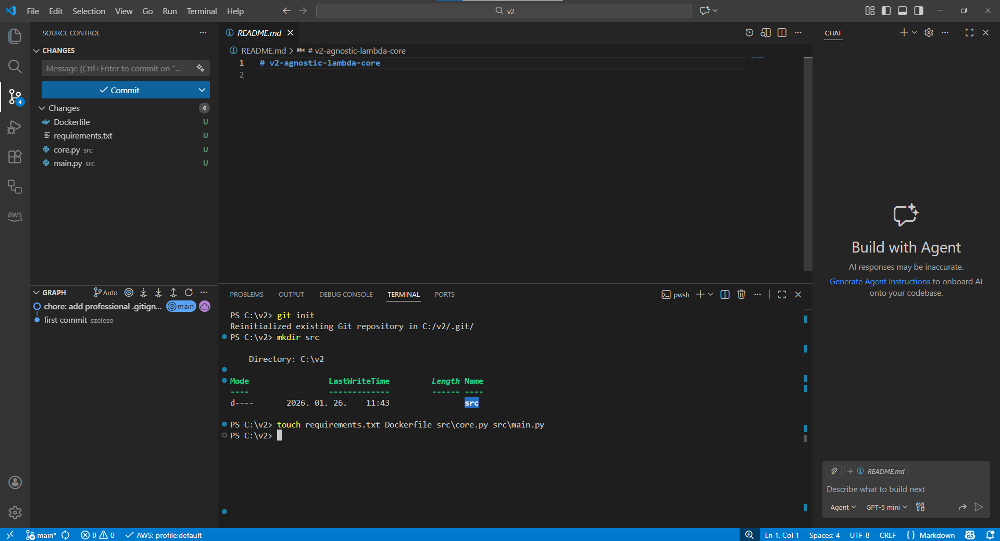 File Edit Selection View Go Run Terminal Help
v2
SOURCE CONTROL
CHANGES
Message (Ctrl+Enter to commit on "...
Commit
Changes 4
Dockerfile U
requirements.txt U
core.py src U
main.py src U
4
aws
GRAPH Auto
chore: add professional .gitign... main
first commit szelese
README.md
README.md > abc # v2-agnostic-lambda-core
1 # v2-agnostic-lambda-core
2
PROBLEMS OUTPUT DEBUG CONSOLE TERMINAL PORTS
pwsh
PS C:\v2> git init
Reinitialized existing Git repository in C:/v2/.git/
PS C:\v2> mkdir src
Directory: C:\v2
Mode LastWriteTime Length Name
---- ------------- ------ ----
d---- 2026. 01. 26. 11:43 src
PS C:\v2> touch requirements.txt Dockerfile src\core.py src\main.py
PS C:\v2>
CHAT
Build with Agent
AI responses may be inaccurate.
Generate Agent Instructions to onboard AI
onto your codebase.
README.md
Describe what to build next
Agent GPT-5 mini
main* 0 0 AWS: profile:default
Ln 1, Col 1 Spaces: 4 UTF-8 CRLF {} Markdown